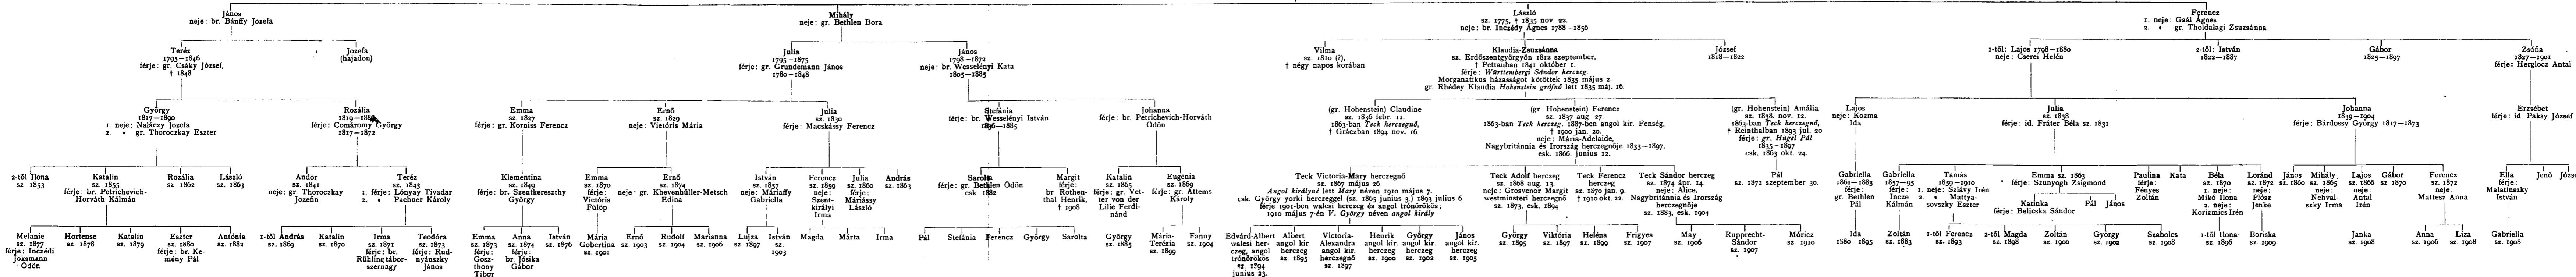 János
neje: br. Bánffy Jozefa
Mihály
neje: gr. Bethlen Bora
László
sz. 1775, † 1835 nov. 22.
neje: br. Inczédy Ágnes 1788—1856
Ferencz
1. neje: Gaál Ágnes
2. « gr. Tholdalagi Zsuzsánna
Teréz
1795—1846
férje: gr. Csáky József,
† 1848
Jozefa
(hajadon)
Julia
1795—1875
férje: gr. Grundemann János
1780—1848
János
1798—1872
neje: br. Wesselényi Kata
1805—1885
Vilma
sz. 1810 (?),
† négy napos korában
Klaudia-Zsuzsánna
sz. Erdőszentgyörgyön 1812 szeptember,
† Pettauban 1841 október 1.
férje: Württembergi Sándor herczeg.
Morganatikus házasságot kötöttek 1835 május 2.
gr. Rhédey Klaudia Hohenstein grófnő lett 1835 máj. 16.
József
1818—1822
1-től: Lajos 1798—1880
neje: Cserei Helén
2-től: István
1822—1887
Gábor
1825—1897
Zsófia
1827—1901
férje: Herglocz Antal
György
1817—1890
1. neje: Naláczy Jozefa
2. « gr. Thoroczkay Eszter
Rozália
férje: Comáromy György
1817—1872
Emma
sz. 1827
férje: gr. Korniss Ferencz
Ernő
sz. 1829
neje: Vietóris Mária
Julia
sz. 1830
férje: Macskássy Ferencz
Stefánia
férje: br. Wesselényi István
1826—1885
Johanna
férje: br. Petrichevich-Horváth
Ödön
(gr. Hohenstein) Claudine
sz. 1836 febr. 11.
1863-ban Teck herczegnő,
† Gráczban 1894 nov. 16.
(gr. Hohenstein) Ferencz
sz. 1837 aug. 27.
1863-ban Teck herczeg. 1887-ben angol kir. Fenség,
† 1900 jan. 20.
neje: Mária-Adelaide,
Nagybritánnia és Irország herczegnője 1833—1897,
esk. 1866. junius 12.
(gr. Hohenstein) Amália
sz. 1838. nov. 12.
1863-ban Teck herczegnő,
† Reinthalban 1893 jul. 20
férje: gr. Hügel Pál
1835—1897
esk. 1863 okt. 24.
Lajos
neje: Kozma
Ida
Julia
sz. 1838
férje: id. Fráter Béla sz. 1831
Johanna
1839—1904
férje: Bárdossy György 1817—1873
Erzsébet
férje: id. Paksy József
2-től Ilona
sz. 1853
Katalin
sz. 1855
férje: br. Petrichevich-
Horváth Kálmán
Rozália
sz. 1862
László
sz. 1863
Andor
sz. 1841
neje: gr. Thoroczkay
Jozefin
Teréz
sz. 1843
1. férje: Lónyay Tivadar
2. « Pachner Károly
Klementina
sz. 1849
férje: br. Szentkereszthy
György
Emma
sz. 1870
férje:
Vietóris
Fülöp
Ernő
sz. 1874
neje: gr. Khevenbüller-Metsch
Edina
István
sz. 1857
neje: Máriaffy
Gabriella
Ferencz
sz. 1859
neje:
Szent-
királyi
Irma
Julia
sz. 1860
férje:
Máriássy
László
András
sz. 1863
Sarolta
férje: gr. Bethlen Ödön
esk 1882
Margit
férje:
br Rothen-
thal Henrik,
† 1908
Katalin
sz. 1865
férje: gr. Vet-
ter von der
Lilie Ferdi-
nánd
Eugénia
sz. 1869
férje: gr. Attems
Károly
Teck Victoria-Mary herczegnő
sz. 1867 május 26
Angol királyné lett Mary néven 1910 május 7.
esk. György yorki herczeggel (sz. 1865 junius 3.) 1893 julius 6.
férje 1901-ben walesi herczeg és angol trónörökös;
1910 május 7-én V. György néven angol király
Teck Adolf herczeg
sz. 1868 aug. 13.
neje: Grosvenor Margit
westminsteri herczegnő
sz. 1873, esk. 1894
Teck Ferencz
herczeg
sz. 1870 jan. 9.
† 1910 okt. 22.
Teck Sándor herczeg
sz. 1874 ápr. 14.
neje: Alice,
Nagybritánnia és Irország
herczegnője
sz. 1883, esk. 1904
Pál
sz. 1872 szeptember 30.
Gabriella
1861—1883
férje:
gr. Bethlen
Pál
Gabriella
1857—95
férje:
Incze
Kálmán
Tamás
1859—1910
1. neje: Szlávy Irén
2. « Mattya-
sovszky Eszter
Emma sz. 1863
férje: Szunyogh Zsigmond
Katinka
férje: Belicska Sándor
Pál
János
Paulina
férje:
Fényes
Zoltán
Kata
Béla
sz. 1870
1. neje:
Mikó Ilona
2. neje:
Korizmics Irén
Loránd
sz. 1872
neje:
Plósz
Jenke
János
sz. 1860
Mihály
sz. 1865
neje:
Nehval-
szky Irma
Lajos
sz. 1866
neje:
Antal
Irén
Gábor
sz. 1870
Ferencz
sz. 1872
neje:
Mattesz Anna
Ella
férje:
Malatinszky
István
Jenő
József
Melanie
sz. 1877
férje: Inczédi
Joksmann
Ödön
Hortense
sz. 1878
Katalin
sz. 1879
Eszter
sz. 1880
férje: br. Ke-
mény Pál
Antónia
sz. 1882
1-től András
sz. 1869
Katalin
sz. 1870
Irma
sz. 1871
férje: br.
Rühling tábor-
szernagy
Teodóra
sz. 1873
férje: Rud-
nyánszky
János
Emma
sz. 1873
férje:
Gosz-
thony
Tibor
Anna
sz. 1874
férje:
br. Jósika
Gábor
István
sz. 1876
Mária
Gobertina
sz. 1901
Ernő
sz. 1903
Rudolf
sz. 1904
Marianna
sz. 1906
Lujza
sz. 1897
István
sz.
1903
Magda
Márta
Irma
Pál
Stefánia
Ferencz
György
Sarolta
György
sz. 1885
Mária-
Terézia
sz. 1899
Fanny
sz. 1904
Edvárd-Albert
walesi her-
czeg, angol
trónörökös
sz. 1894
junius 23.
Albert
angol kir
herczeg
sz. 1895
Victoria-
Alexandra
angol kir.
herczegnő
sz. 1897
Henrik
angol kir.
herczeg
sz. 1900
György
angol kir.
herczeg
sz. 1902
János
angol kir.
herczeg
sz. 1905
György
sz. 1895
Viktória
sz. 1897
Heléna
sz. 1899
Frigyes
sz. 1907
May
sz. 1906
Rupprecht-
Sándor
sz. 1907
Móricz
sz. 1910
Ida
1580—1895
Zoltán
sz. 1883
1-től Ferencz
sz. 1893
2-től Magda
sz. 1898
Zoltán
sz. 1900
György
sz. 1902
Szabolcs
sz. 1908
1-től Ilona
sz. 1896
Boriska
sz. 1909
Janka
sz. 1908
Anna
sz. 1906
Liza
sz. 1908
Gabriella
sz. 1908